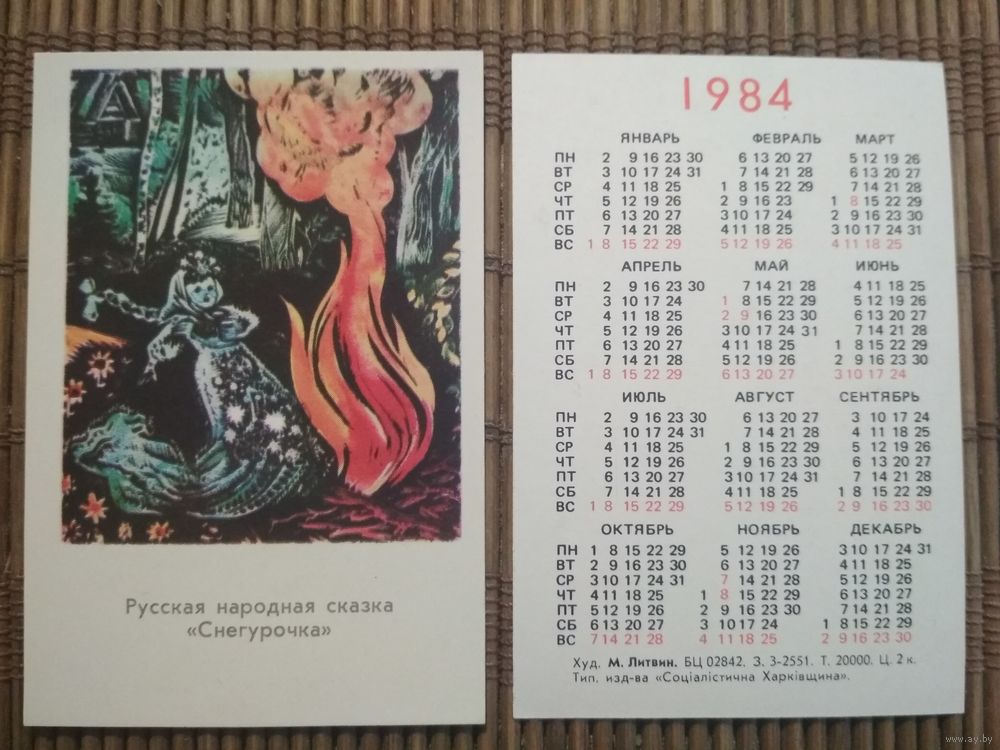 Русская народная сказка
«Снегурочка»
1984
ЯНВАРЬ ФЕВРАЛЬ МАРТ
ПН 2 9 16 23 30 6 13 20 27 5 12 19 26
ВТ 3 10 17 24 31 7 14 21 28 6 13 20 27
СР 4 11 18 25 1 8 15 22 29 7 14 21 28
ЧТ 5 12 19 26 2 9 16 23 1 8 15 22 29
ПТ 6 13 20 27 3 10 17 24 2 9 16 23 30
СБ 7 14 21 28 4 11 18 25 3 10 17 24 31
ВС 1 8 15 22 29 5 12 19 26 4 11 18 25
АПРЕЛЬ МАЙ ИЮНЬ
ПН 2 9 16 23 30 7 14 21 28 4 11 18 25
ВТ 3 10 17 24 1 8 15 22 29 5 12 19 26
СР 4 11 18 25 2 9 16 23 30 6 13 20 27
ЧТ 5 12 19 26 3 10 17 24 31 7 14 21 28
ПТ 6 13 20 27 4 11 18 25 1 8 15 22 29
СБ 7 14 21 28 5 12 19 26 2 9 16 23 30
ВС 1 8 15 22 29 6 13 20 27 3 10 17 24
ИЮЛЬ АВГУСТ СЕНТЯБРЬ
ПН 2 9 16 23 30 6 13 20 27 3 10 17 24
ВТ 3 10 17 24 31 7 14 21 28 4 11 18 25
СР 4 11 18 25 1 8 15 22 29 5 12 19 26
ЧТ 5 12 19 26 2 9 16 23 30 6 13 20 27
ПТ 6 13 20 27 3 10 17 24 31 7 14 21 28
СБ 7 14 21 28 4 11 18 25 1 8 15 22 29
ВС 1 8 15 22 29 5 12 19 26 2 9 16 23 30
ОКТЯБРЬ НОЯБРЬ ДЕКАБРЬ
ПН 1 8 15 22 29 5 12 19 26 3 10 17 24 31
ВТ 2 9 16 23 30 6 13 20 27 4 11 18 25
СР 3 10 17 24 31 7 14 21 28 5 12 19 26
ЧТ 4 11 18 25 1 8 15 22 29 6 13 20 27
ПТ 5 12 19 26 2 9 16 23 30 7 14 21 28
СБ 6 13 20 27 3 10 17 24 1 8 15 22 29
ВС 7 14 21 28 4 11 18 25 2 9 16 23 30
Худ. М. Литвин. БЦ 02842. З. 3-2551. Т. 20000. Ц. 2 к.
Тип. изд-ва «Соціалістична Харківщина».
www.ay.by